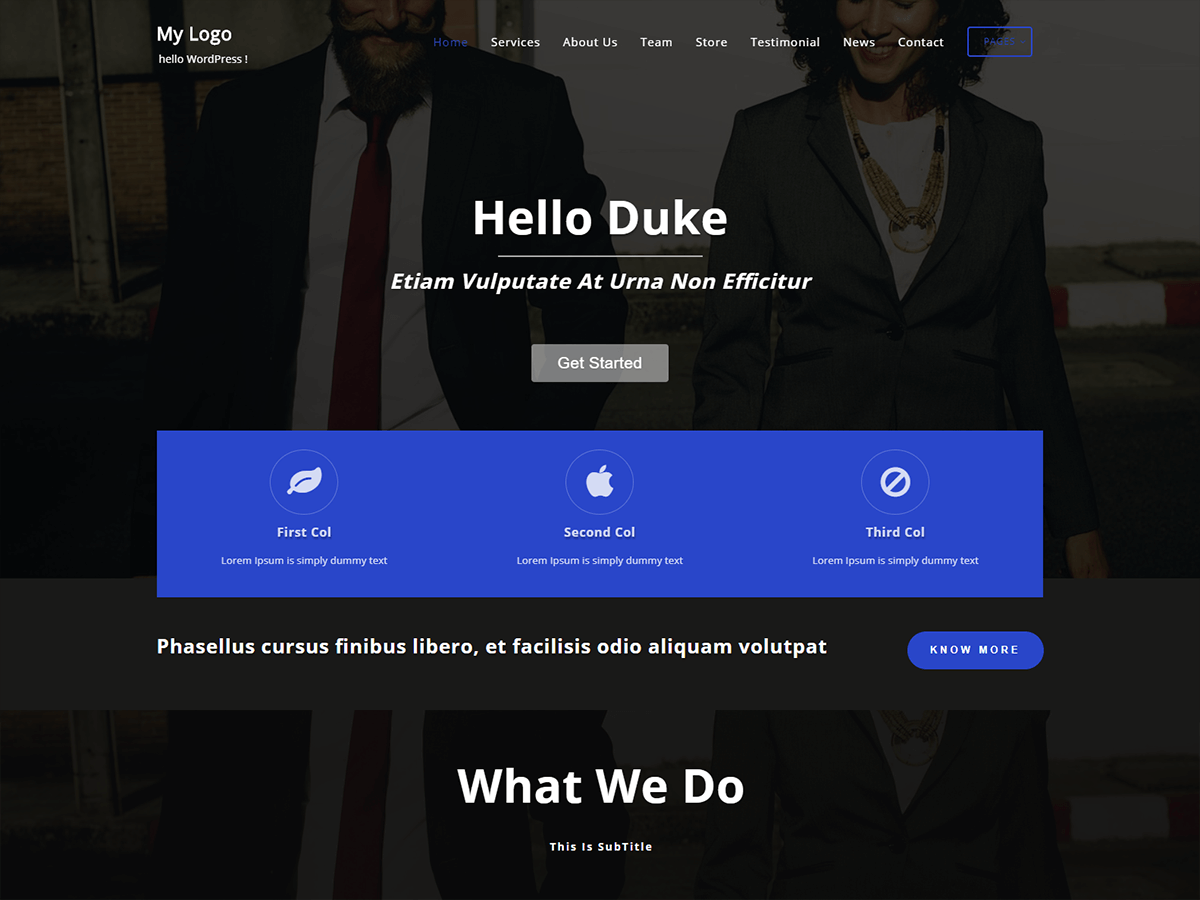 My Logo
hello WordPress !
Home Services About Us Team Store Testimonial News Contact PAGES
Hello Duke
Etiam Vulputate At Urna Non Efficitur
Get Started
First Col Second Col Third Col
Lorem Ipsum is simply dummy text Lorem Ipsum is simply dummy text Lorem Ipsum is simply dummy text
Phasellus cursus finibus libero, et facilisis odio aliquam volutpat
KNOW MORE
What We Do
This Is SubTitle